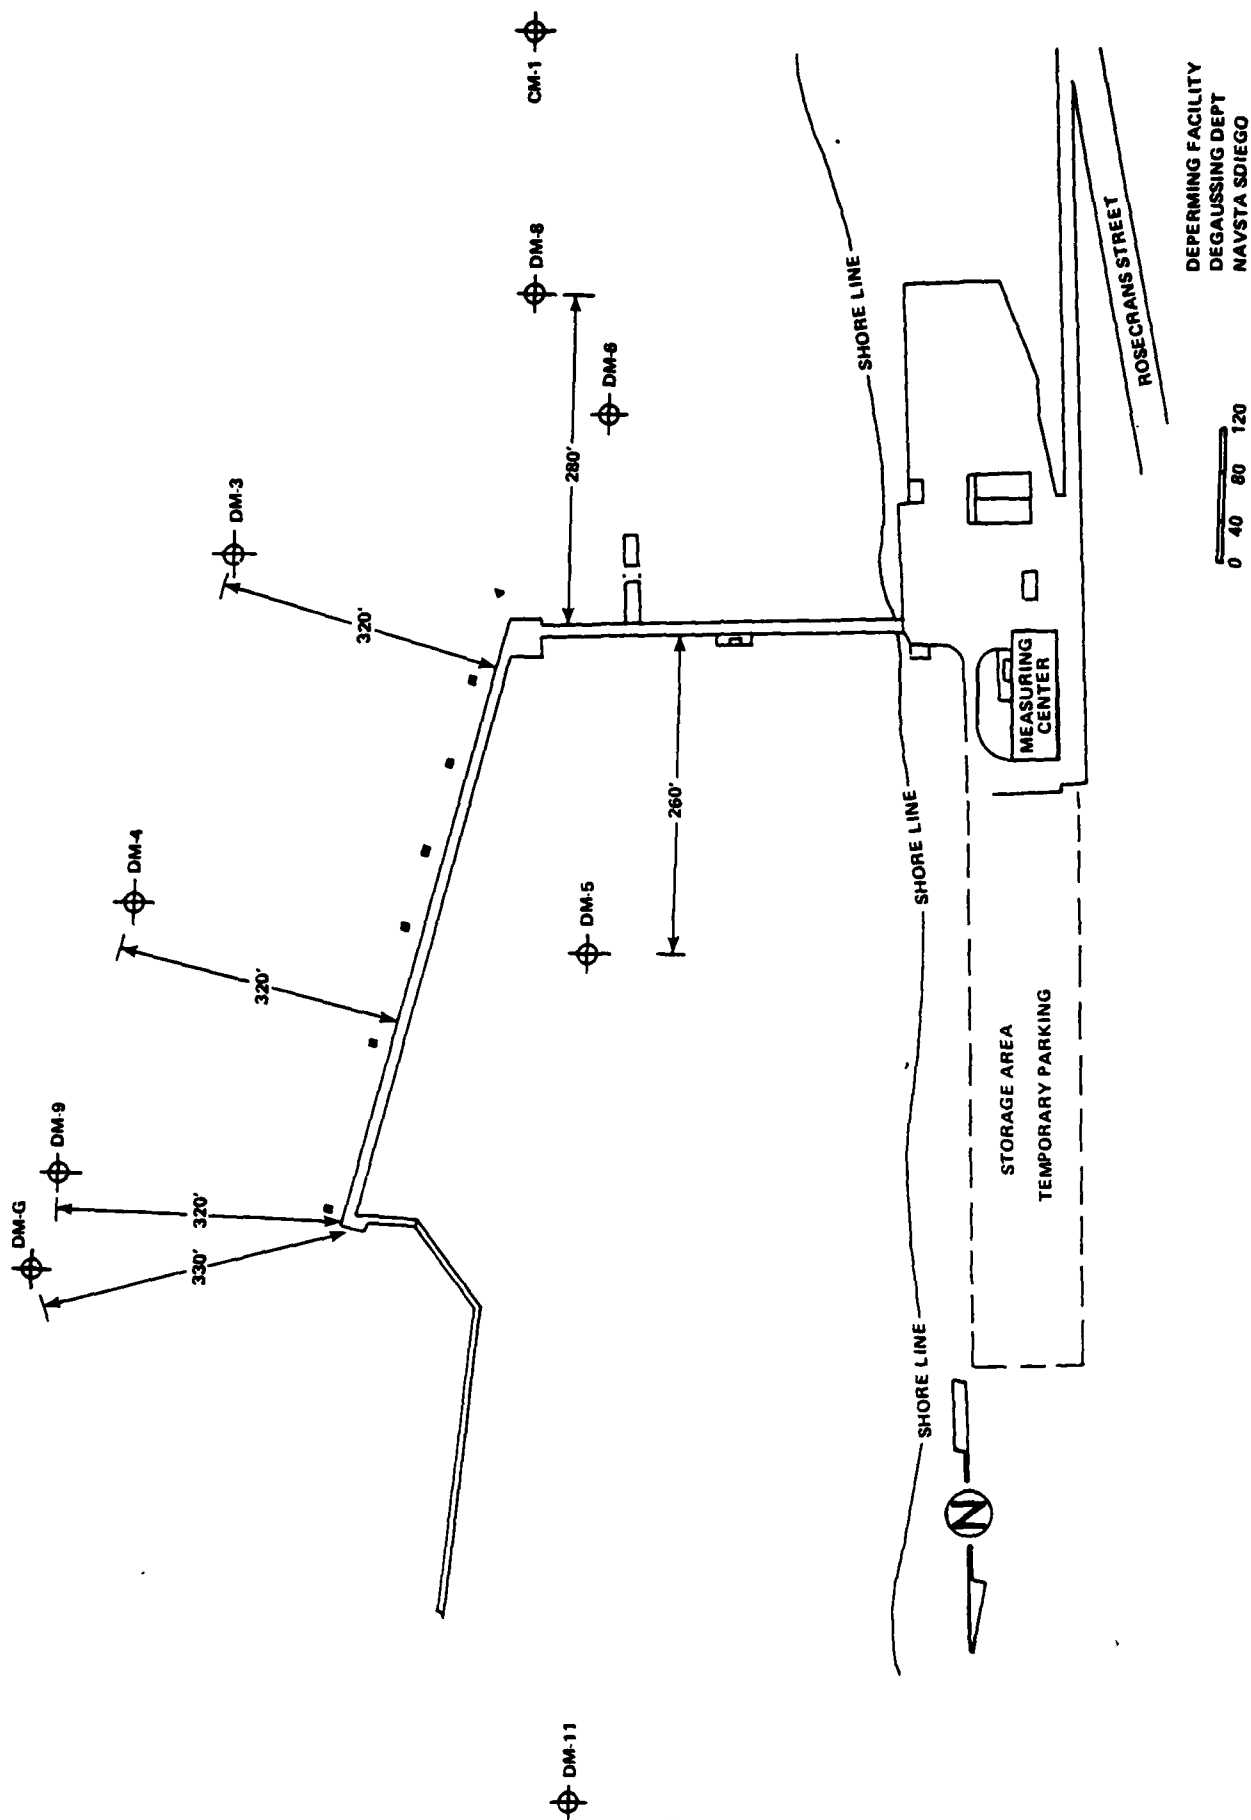 DM-11
DM-G
DM-9
DM-4
DM-3
DM-5
DM-6
DM-8
CM-1
330'
320'
320'
320'
260'
280'
SHORE LINE
SHORE LINE
SHORE LINE
N
STORAGE AREA
TEMPORARY PARKING
MEASURING
CENTER
ROSECRANS STREET
0 40 80 120
DEPERMING FACILITY
DEGAUSSING DEPT
NAVSTA SDIEGO